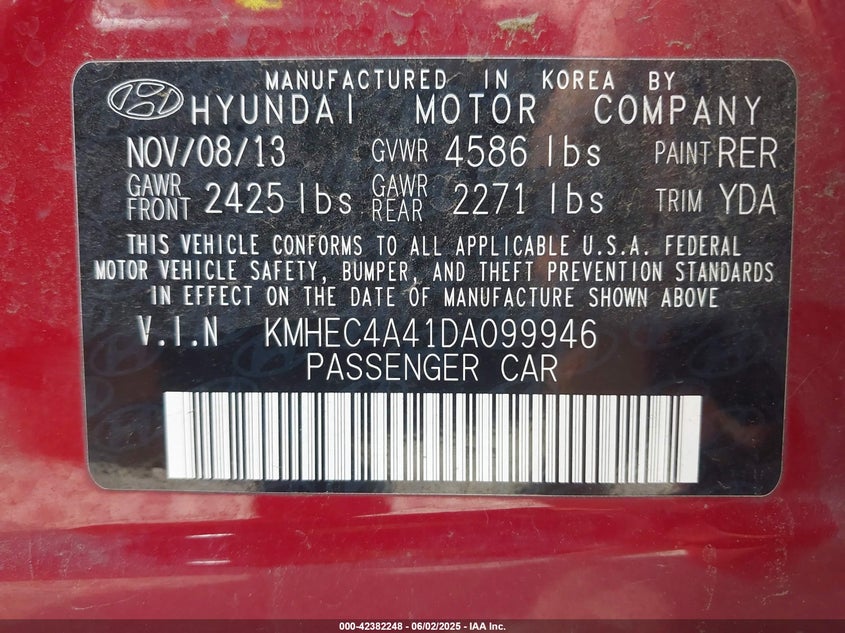 MANUFACTURED IN KOREA BY
HYUNDAI MOTOR COMPANY
NOV/08/13 GVWR 4586 lbs PAINT RER
GAWR FRONT 2425 lbs GAWR REAR 2271 lbs TRIM YDA
THIS VEHICLE CONFORMS TO ALL APPLICABLE U.S.A. FEDERAL
MOTOR VEHICLE SAFETY, BUMPER, AND THEFT PREVENTION STANDARDS
IN EFFECT ON THE DATE OF MANUFACTURE SHOWN ABOVE
V.I.N KMHEC4A41DA099946
PASSENGER CAR
000-42382248 - 06/02/2025 - IAA Inc.